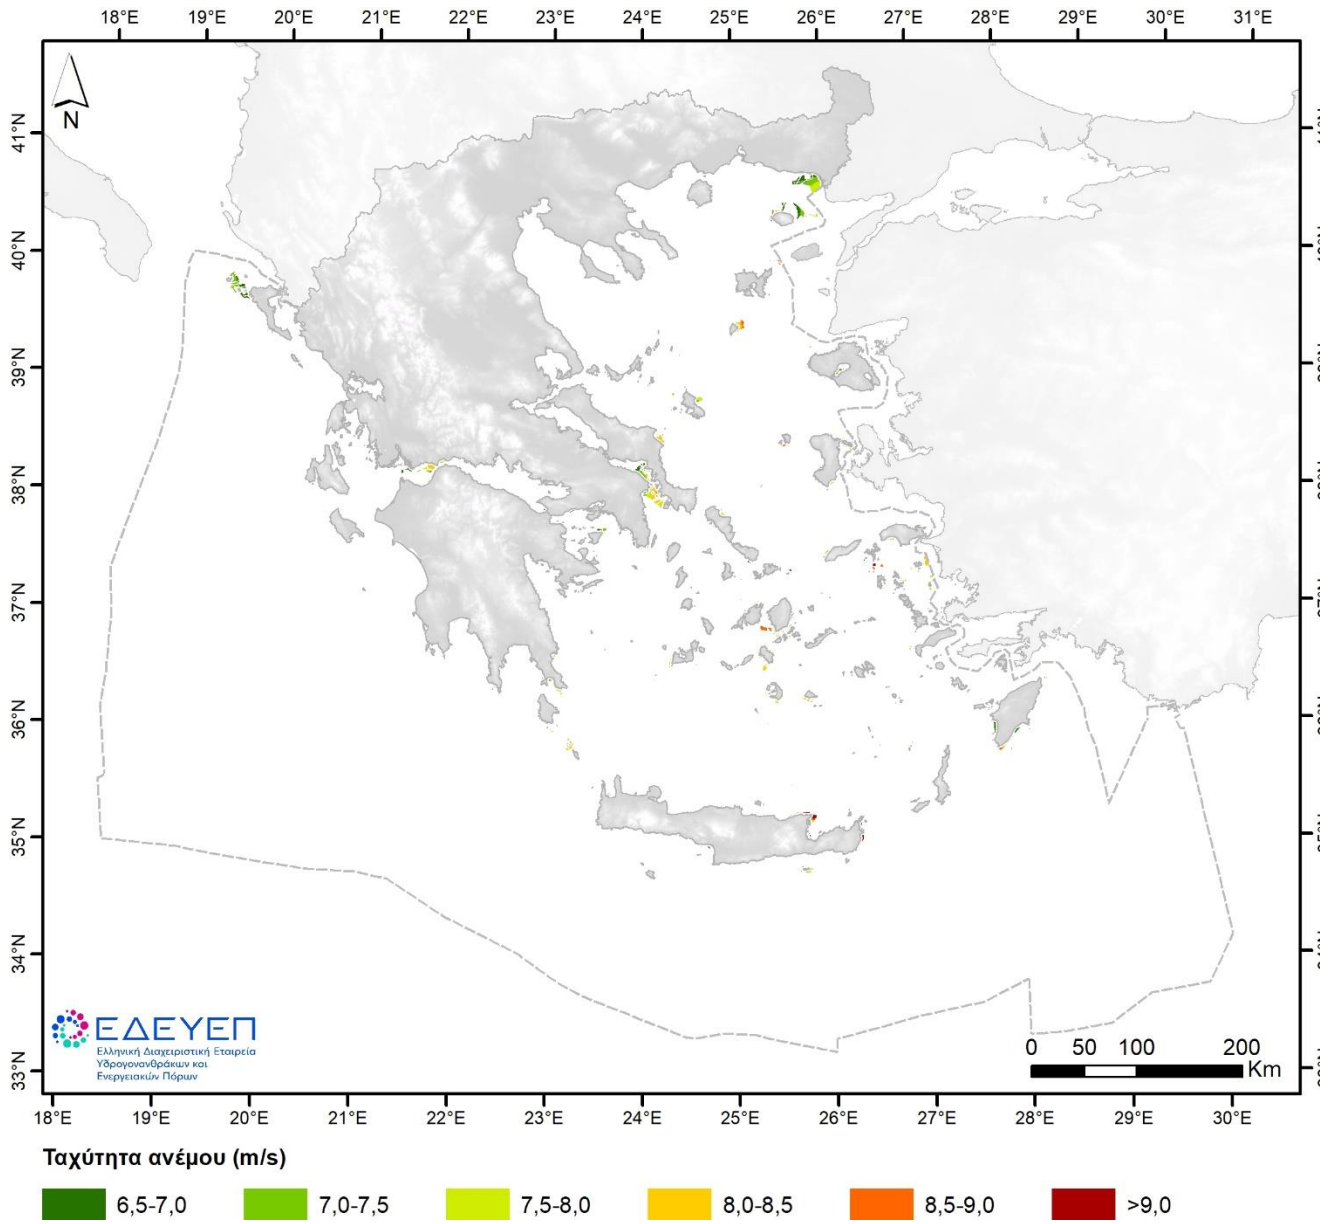 18°E 19°E 20°E 21°E 22°E 23°E 24°E 25°E 26°E 27°E 28°E 29°E 30°E 31°E
N
41°N
40°N
39°N
38°N
37°N
36°N
35°N
34°N
33°N
ΕΔΕΥΕΠ
Ελληνική Διαχειριστική Εταιρεία
Υδρογονανθράκων και
Ενεργειακών Πόρων
0 50 100 200
Km
18°E 19°E 20°E 21°E 22°E 23°E 24°E 25°E 26°E 27°E 28°E 29°E 30°E
Ταχύτητα ανέμου (m/s)
6,5-7,0 7,0-7,5 7,5-8,0 8,0-8,5 8,5-9,0 >9,0